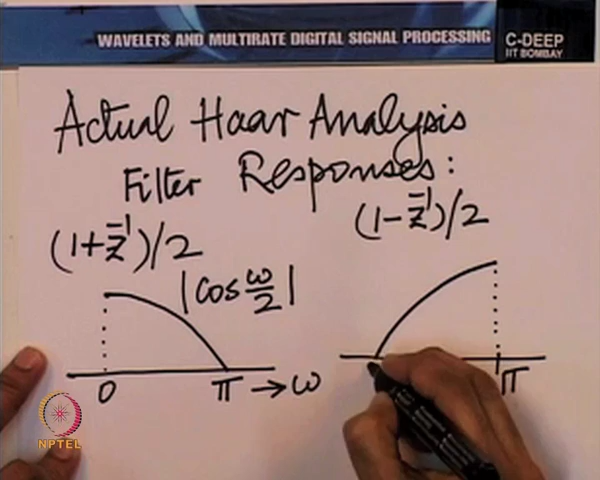 WAVELETS AND MULTIRATE DIGITAL SIGNAL PROCESSING
C-DEEP
IIT BOMBAY
Actual Haar Analysis
Filter Responses:
(1+z⁻¹)/2
(1-z⁻¹)/2
|cos ω/2|
0
π → ω
π
NPTEL